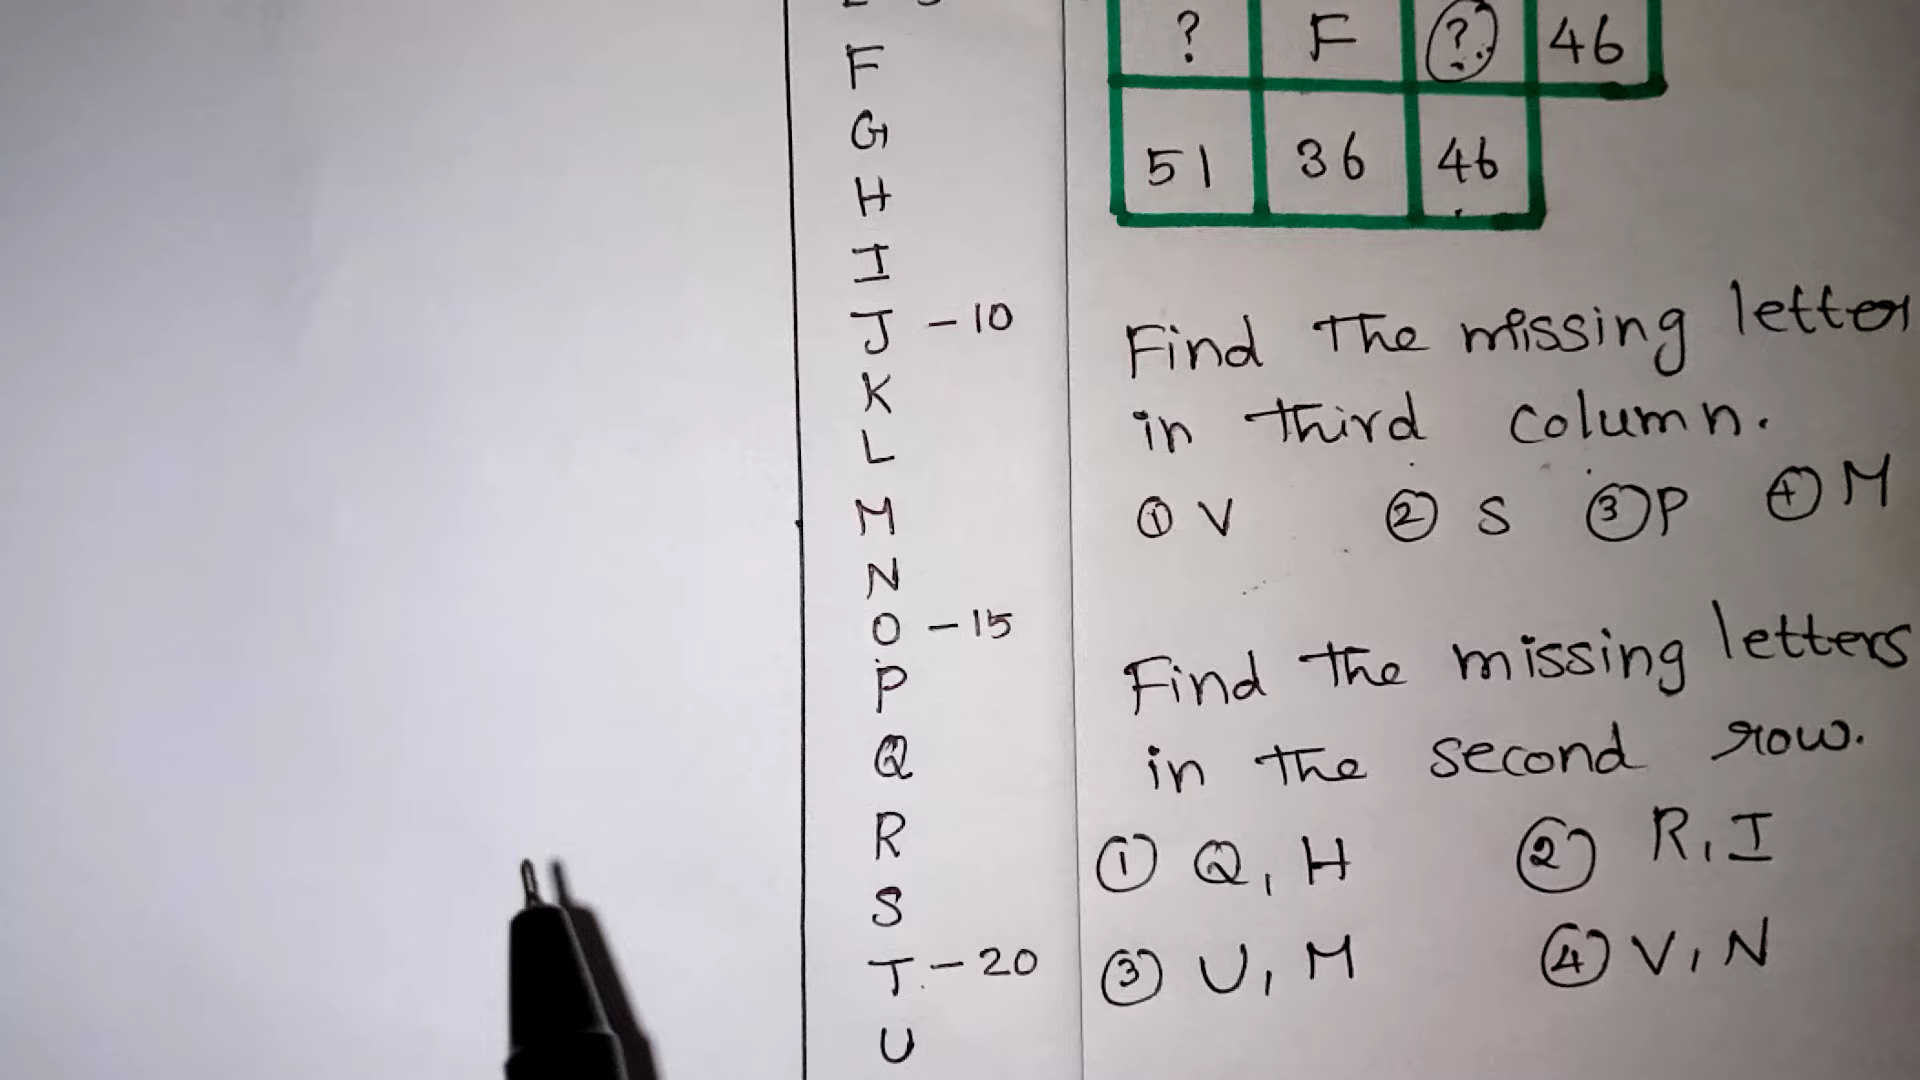 F
G
H
I
J - 10
K
L
M
N
O - 15
P
Q
R
S
T - 20
U
? F ? 46
51 36 46
Find the missing letter
in third column.
① V ② S ③ P ④ M
Find the missing letters
in the second row.
① Q, H ② R, I
③ U, M ④ V, N